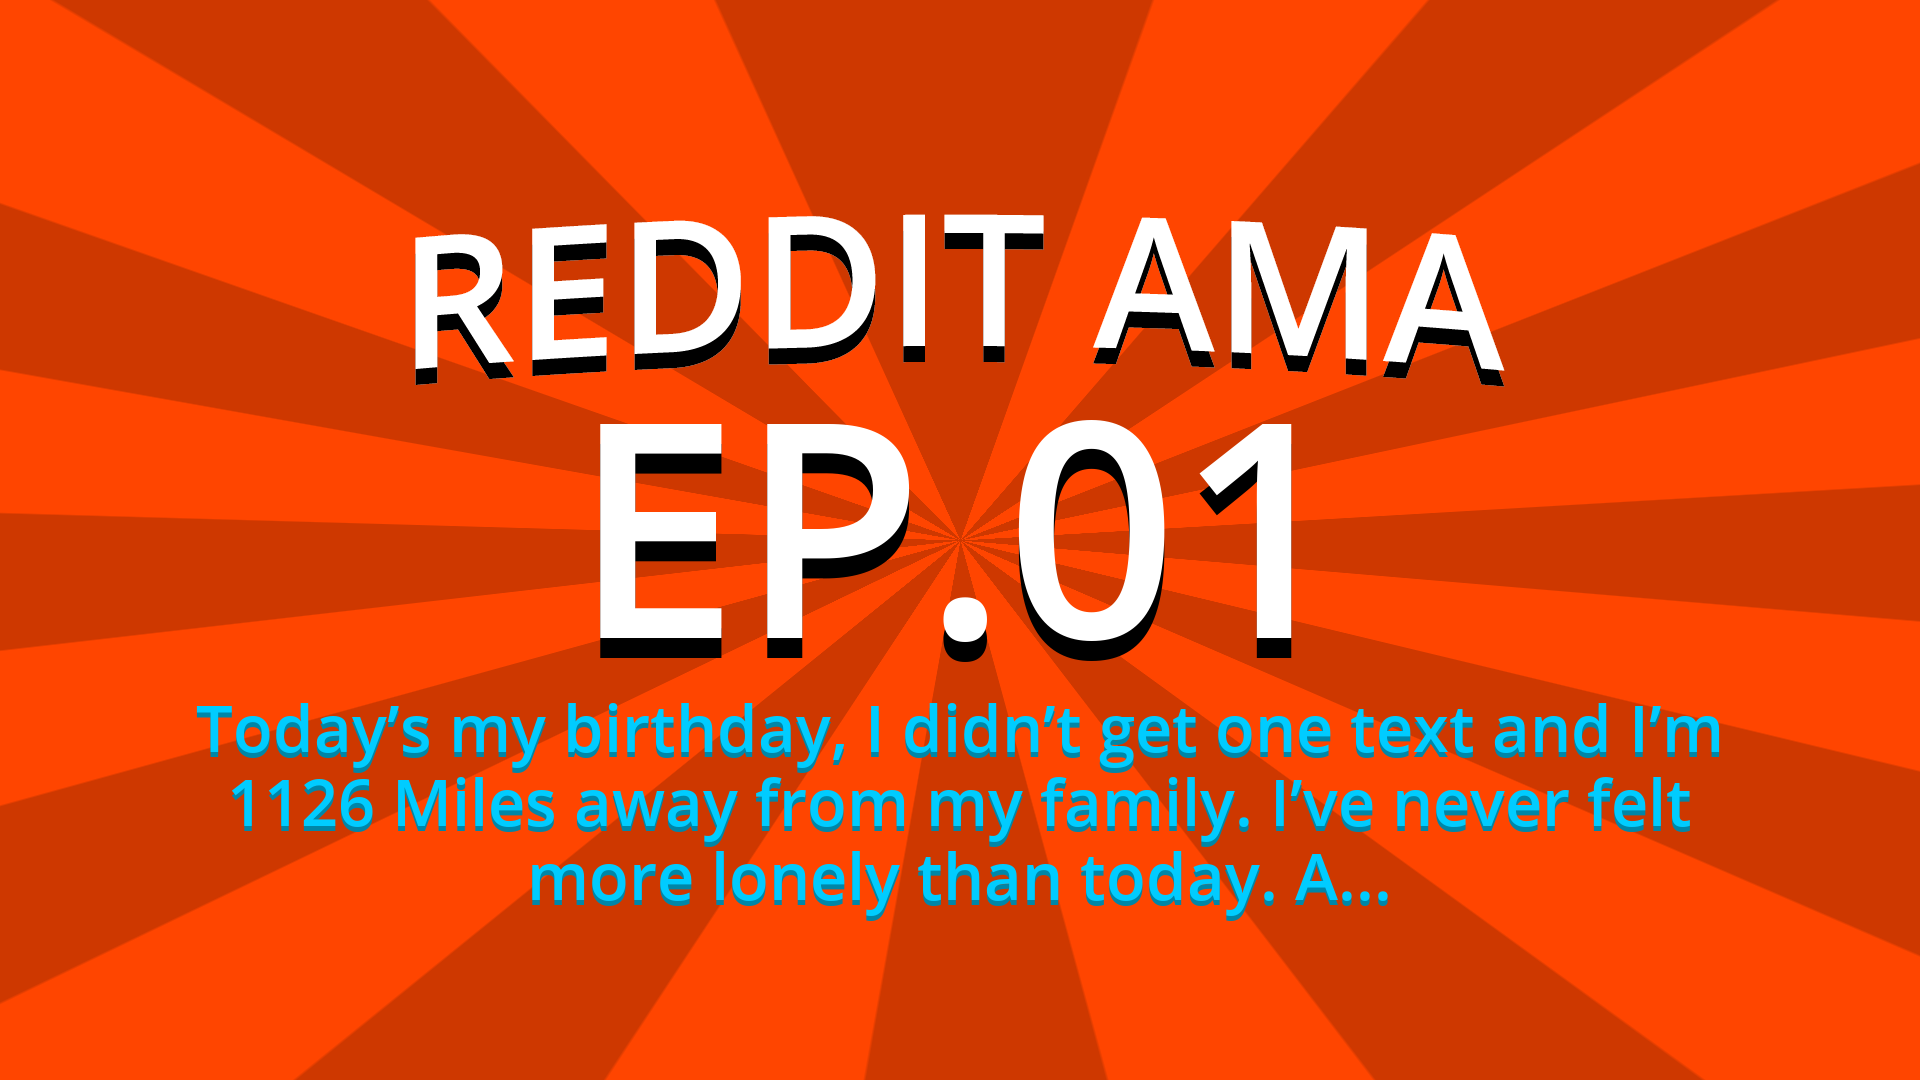 REDDIT AMA
EP.01
Today’s my birthday, I didn’t get one text and I’m
1126 Miles away from my family. I’ve never felt
more lonely than today. A...